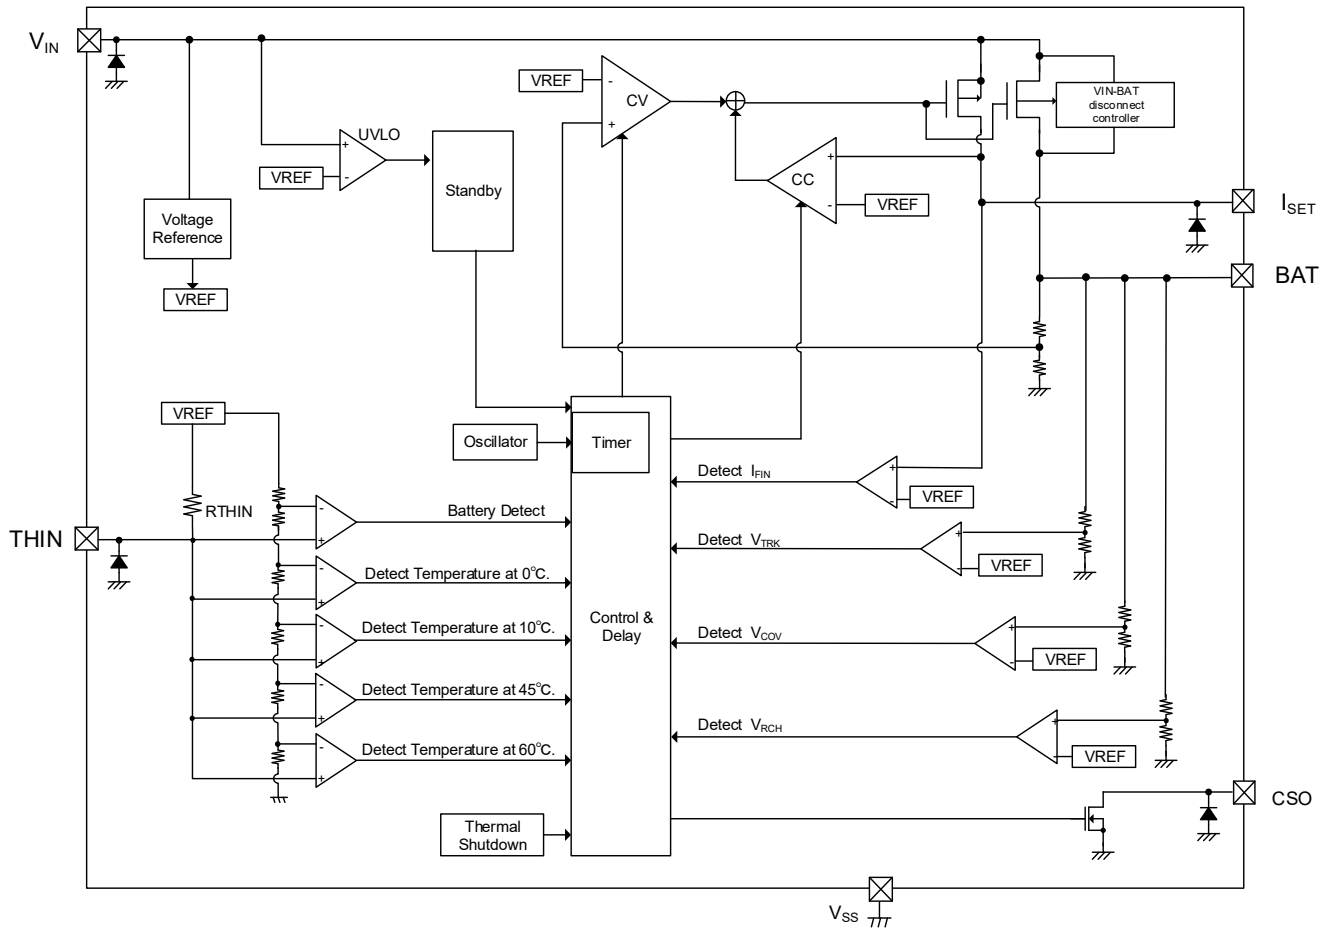 VIN
VREF
-
CV
+
VIN-BAT
disconnect
controller
UVLO
+
-
VREF
Standby
+
CC
-
VREF
ISET
Voltage
Reference
VREF
BAT
VREF
Oscillator
Timer
RTHIN
THIN
-
+
Battery Detect
-
+
Detect Temperature at 0℃.
-
+
Detect Temperature at 10℃.
-
+
Detect Temperature at 45℃.
-
+
Detect Temperature at 60℃.
Control &
Delay
Detect IFIN
+
-
VREF
Detect VTRK
+
-
VREF
Detect VCOV
+
-
VREF
Detect VRCH
+
-
VREF
Thermal
Shutdown
CSO
VSS